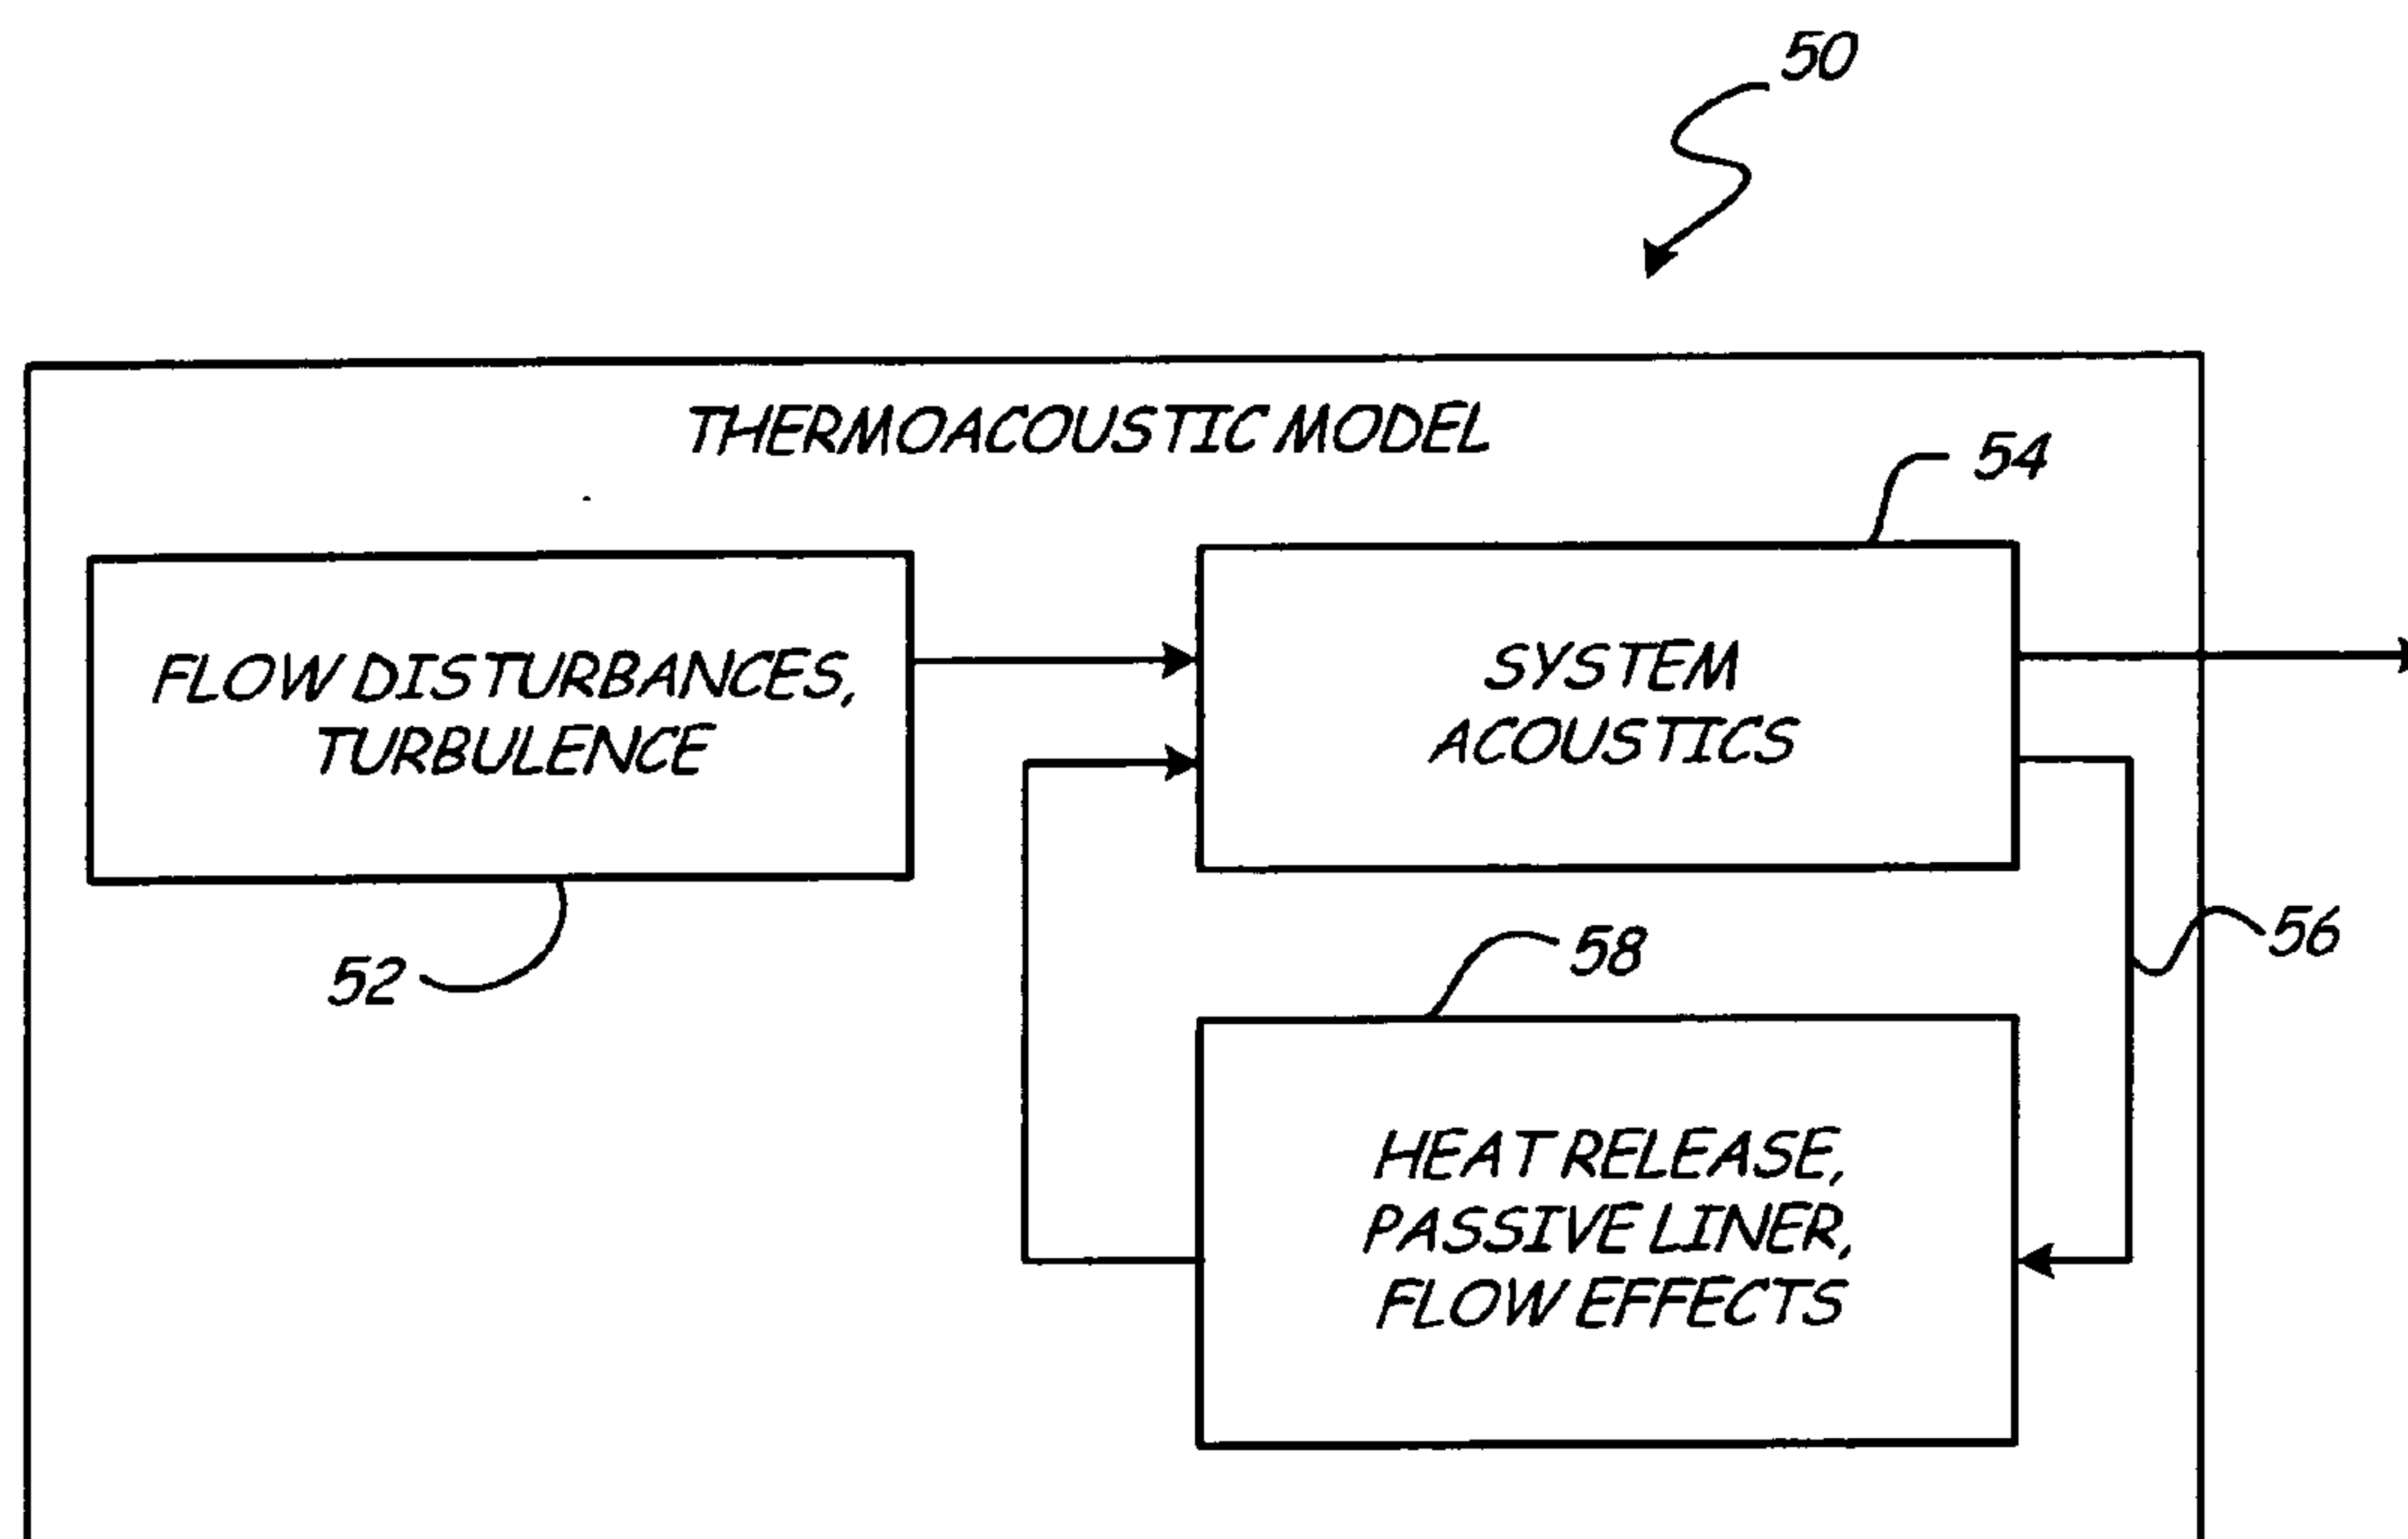 50
THERMOACOUSTIC MODEL
54
FLOW DISTURBANCES,
TURBULENCE
SYSTEM
ACOUSTICS
52
58
56
HEAT RELEASE,
PASSIVE LINER,
FLOW EFFECTS